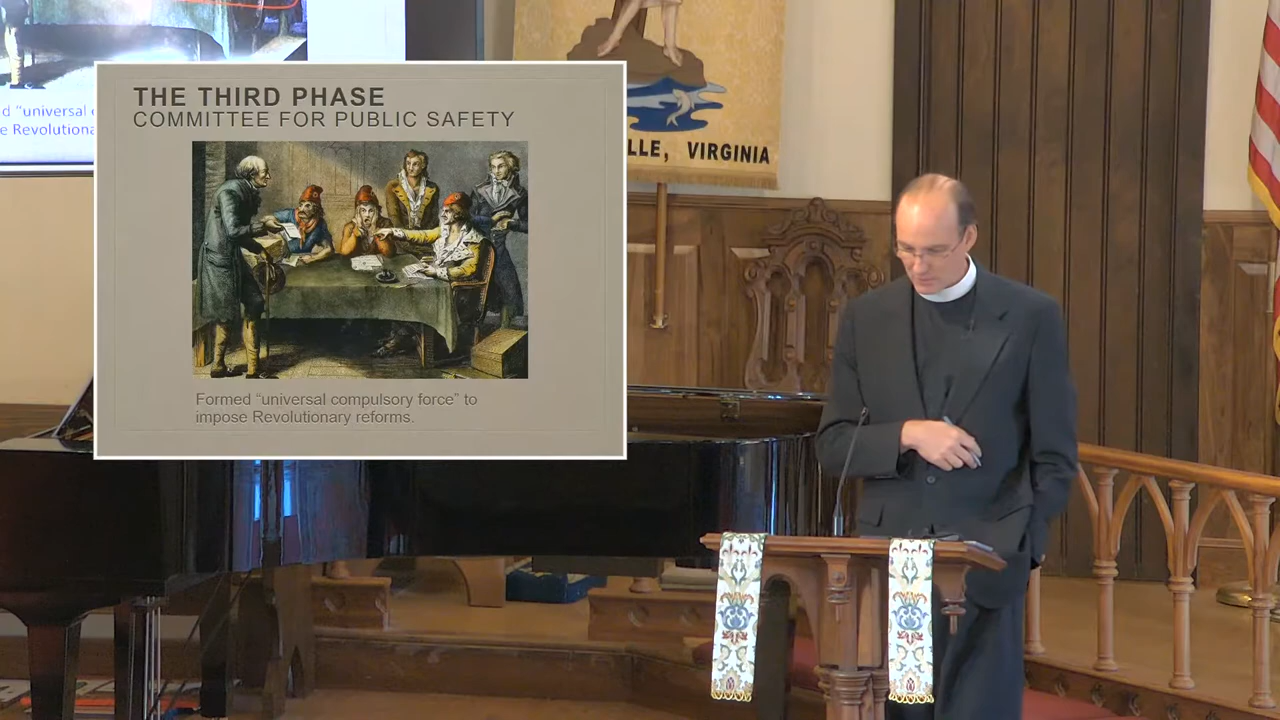 d "universal
e Revolutiona
THE THIRD PHASE
COMMITTEE FOR PUBLIC SAFETY
Formed “universal compulsory force” to
impose Revolutionary reforms.
LLE, VIRGINIA